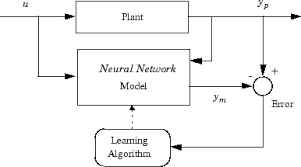 u
y_p
Plant
Neural Network
Model
- +
y_m
Error
Learning
Algorithm